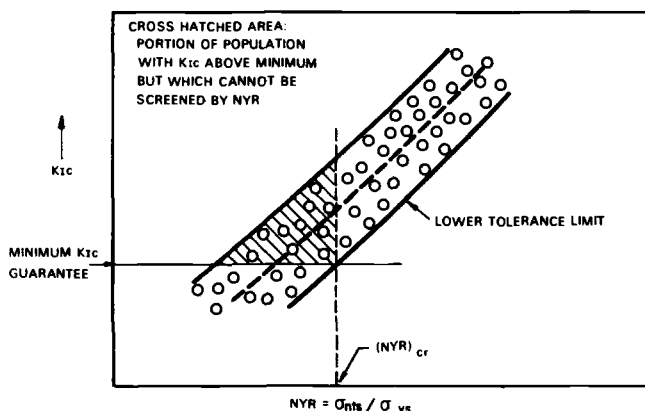 CROSS HATCHED AREA:
PORTION OF POPULATION
WITH KIC ABOVE MINIMUM
BUT WHICH CANNOT BE
SCREENED BY NYR
KIC
LOWER TOLERANCE LIMIT
MINIMUM KIC
GUARANTEE
(NYR)cr
NYR = σnts / σys